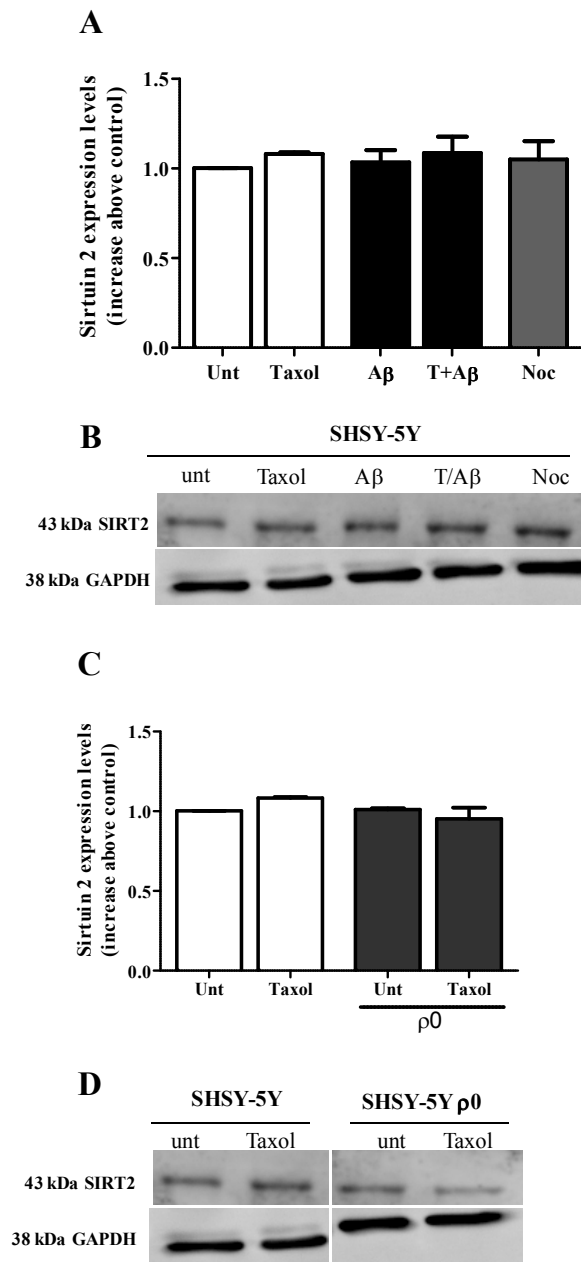 A
Sirtuin 2 expression levels
(increase above control)
1.5
1.0
0.5
0.0
Unt Taxol Aβ T+Aβ Noc
B
SHSY-5Y
unt Taxol Aβ T/Aβ Noc
43 kDa SIRT2
38 kDa GAPDH
C
Sirtuin 2 expression levels
(increase above control)
1.5
1.0
0.5
0.0
Unt Taxol Unt Taxol
ρ0
D
SHSY-5Y SHSY-5Y ρ0
unt Taxol unt Taxol
43 kDa SIRT2
38 kDa GAPDH